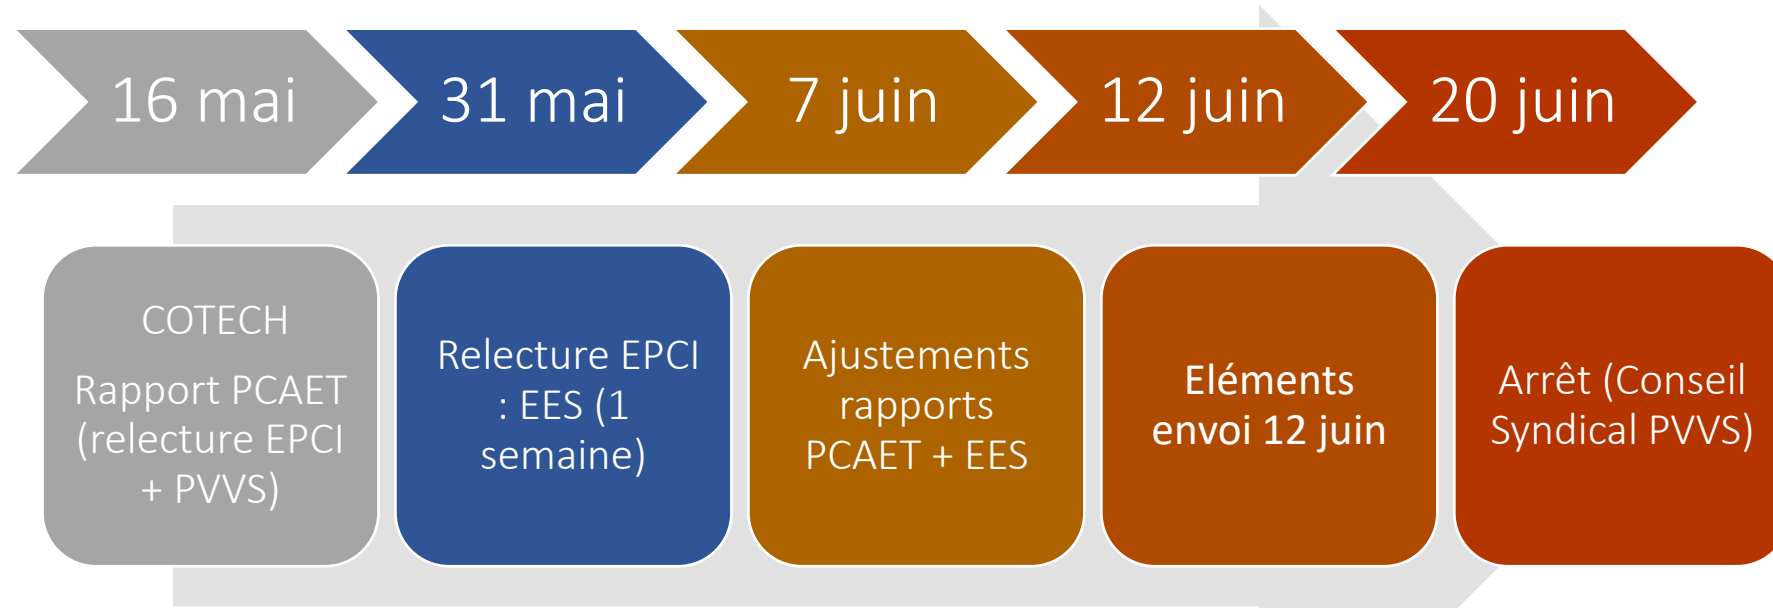 16 mai
31 mai
7 juin
12 juin
20 juin
COTECH
Rapport PCAET
(relecture EPCI
+ PVVS)
Relecture EPCI
: EES (1
semaine)
Ajustements
rapports
PCAET + EES
Eléments
envoi 12 juin
Arrêt (Conseil
Syndical PVVS)